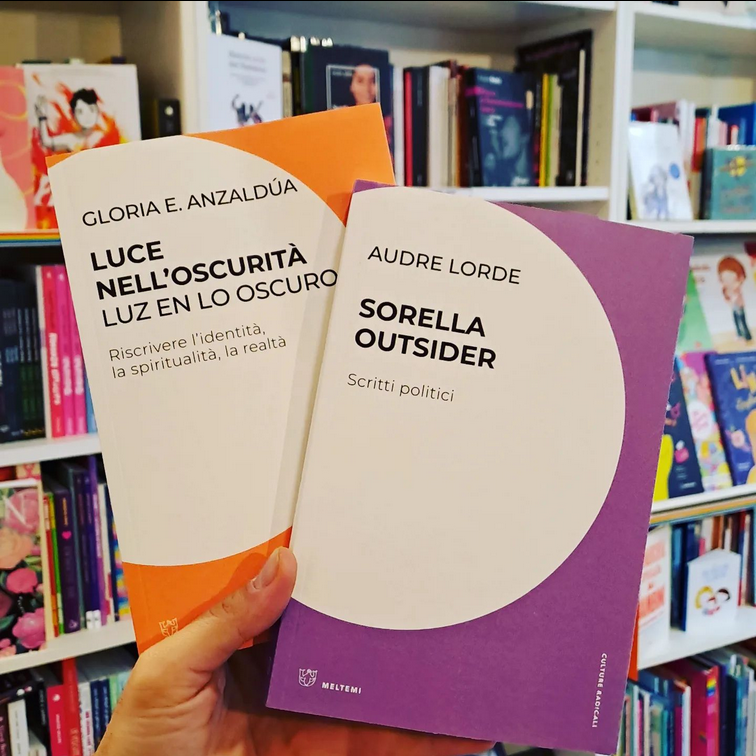 GLORIA E. ANZALDÚA
LUCE
NELL'OSCURITÀ
LUZ EN LO OSCURO
Riscrivere l'identità,
la spiritualità, la realtà
AUDRE LORDE
SORELLA
OUTSIDER
Scritti politici
MELTEMI
CULTURE RADICALI